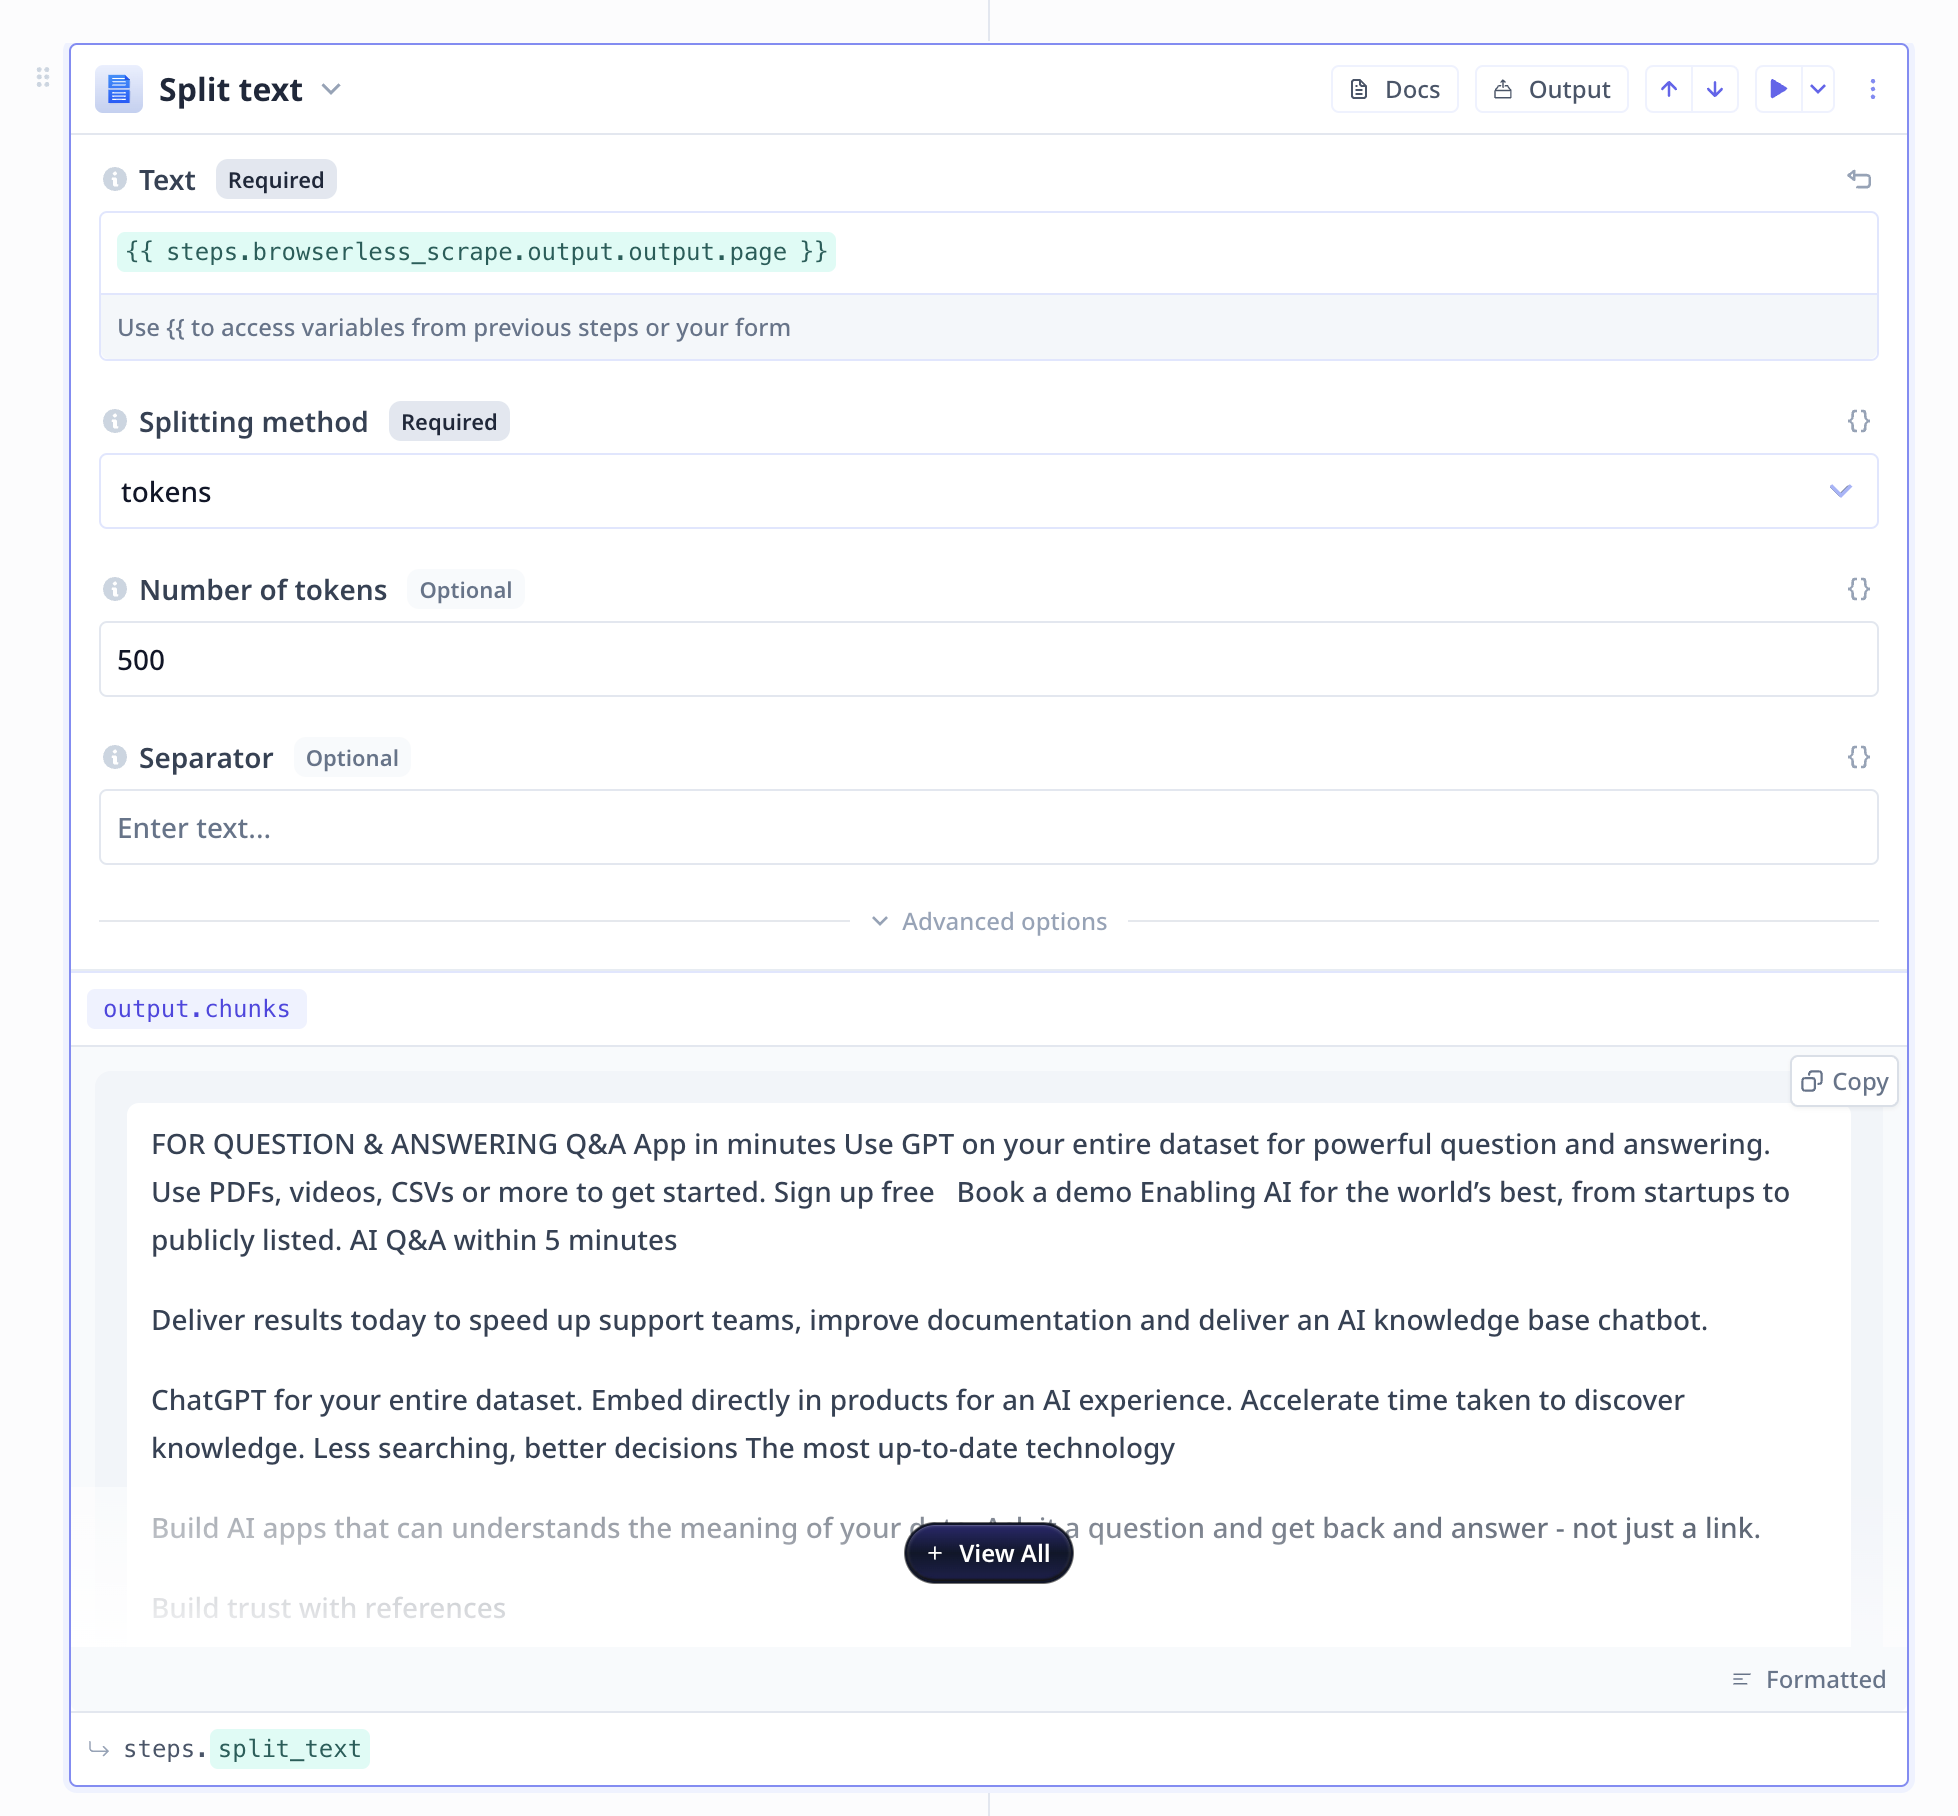 Split text
Docs
Output
Text Required
{{ steps.browserless_scrape.output.output.page }}
Use {{ to access variables from previous steps or your form
Splitting method Required
{}
tokens
Number of tokens Optional
{}
500
Separator Optional
{}
Enter text...
Advanced options
output.chunks
Copy
FOR QUESTION & ANSWERING Q&A App in minutes Use GPT on your entire dataset for powerful question and answering.
Use PDFs, videos, CSVs or more to get started. Sign up free Book a demo Enabling AI for the world’s best, from startups to
publicly listed. AI Q&A within 5 minutes
Deliver results today to speed up support teams, improve documentation and deliver an AI knowledge base chatbot.
ChatGPT for your entire dataset. Embed directly in products for an AI experience. Accelerate time taken to discover
knowledge. Less searching, better decisions The most up-to-date technology
Build AI apps that can understands the meaning of your a question and get back and answer - not just a link.
+ View All
Build trust with references
Formatted
steps.split_text